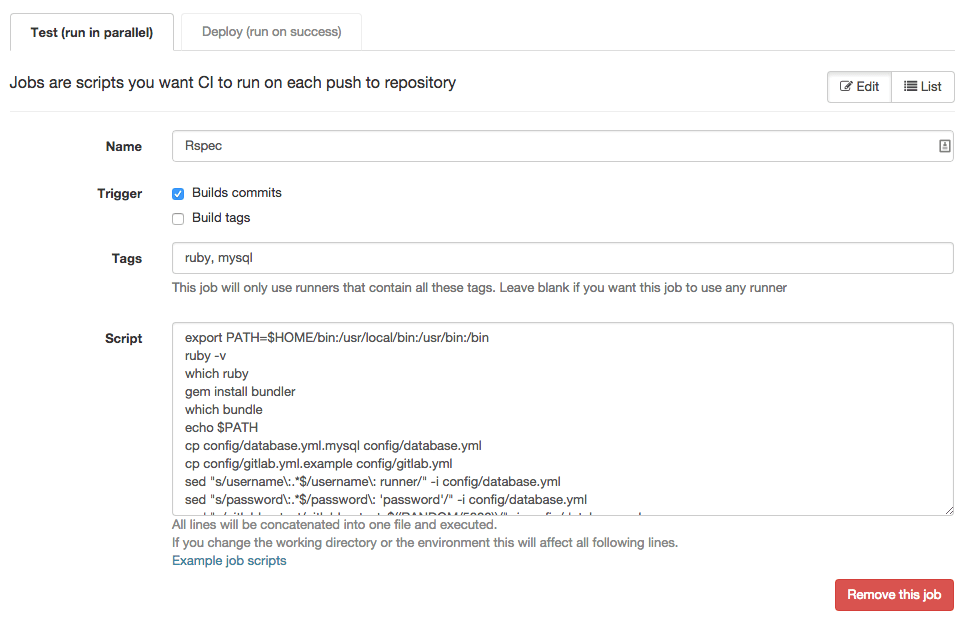 Test (run in parallel)
Deploy (run on success)
Jobs are scripts you want CI to run on each push to repository
Edit
List
Name
Rspec
Trigger
Builds commits
Build tags
Tags
ruby, mysql
This job will only use runners that contain all these tags. Leave blank if you want this job to use any runner
Script
export PATH=$HOME/bin:/usr/local/bin:/usr/bin:/bin
ruby -v
which ruby
gem install bundler
which bundle
echo $PATH
cp config/database.yml.mysql config/database.yml
cp config/gitlab.yml.example config/gitlab.yml
sed "s/username\:.*$/username\: runner/" -i config/database.yml
sed "s/password\:.*$/password\: 'password'/" -i config/database.yml
All lines will be concatenated into one file and executed.
If you change the working directory or the environment this will affect all following lines.
Example job scripts
Remove this job